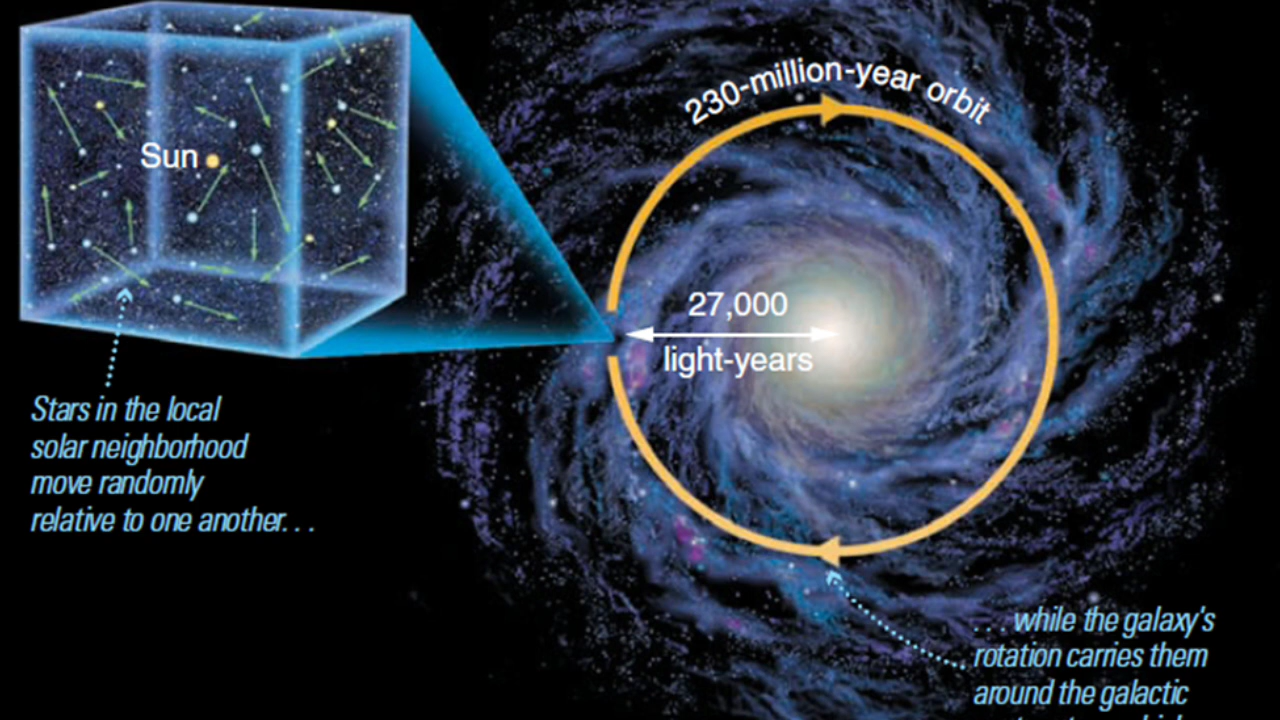 Sun
230-million-year orbit
27,000
light-years
Stars in the local
solar neighborhood
move randomly
relative to one another. . .
. . . while the galaxy's
rotation carries them
around the galactic